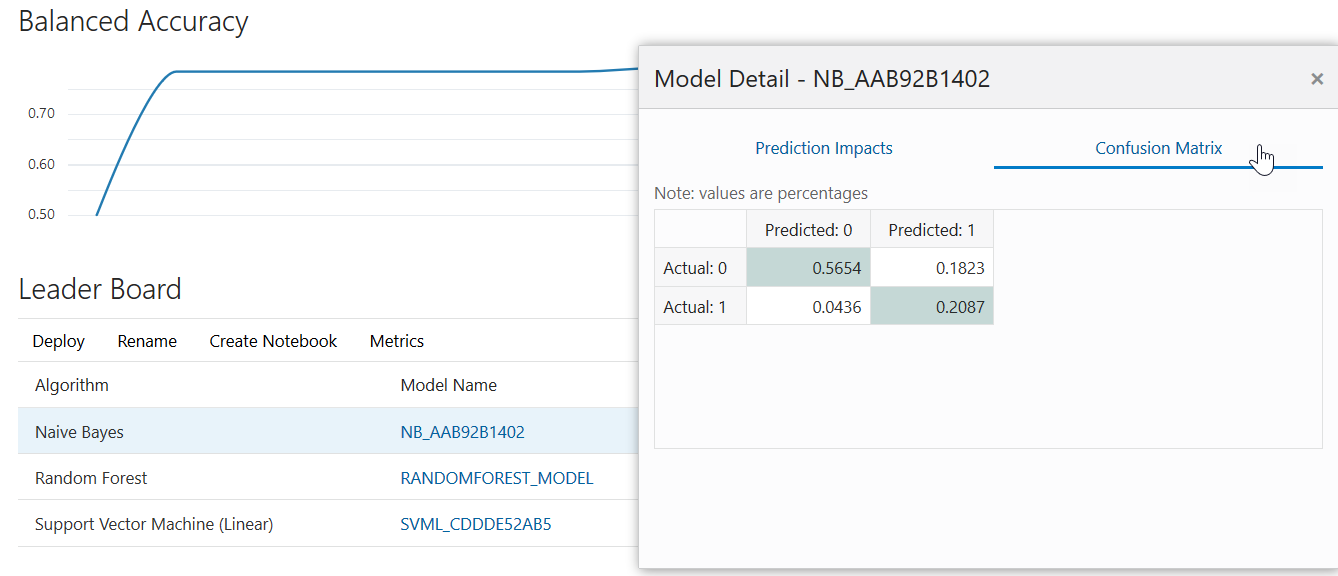 Balanced Accuracy
0.70
0.60
0.50
Leader Board
Deploy Rename Create Notebook Metrics
Algorithm Model Name
Naive Bayes NB_AAB92B1402
Random Forest RANDOMFOREST_MODEL
Support Vector Machine (Linear) SVML_CDDDE52AB5
Model Detail - NB_AAB92B1402 ×
Prediction Impacts Confusion Matrix
Note: values are percentages
Predicted: 0 Predicted: 1
Actual: 0 0.5654 0.1823
Actual: 1 0.0436 0.2087